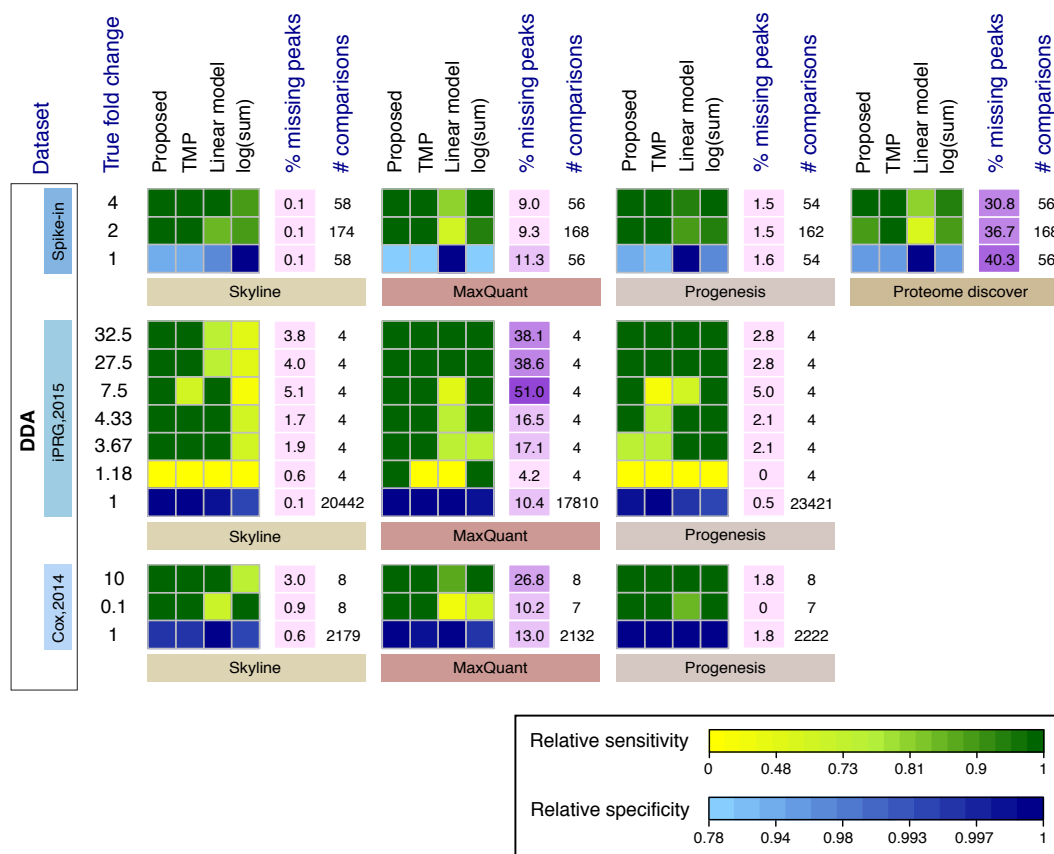 Dataset
True fold change
Proposed
TMP
Linear model
log(sum)
% missing peaks
# comparisons
Proposed
TMP
Linear model
log(sum)
% missing peaks
# comparisons
Proposed
TMP
Linear model
log(sum)
% missing peaks
# comparisons
Proposed
TMP
Linear model
log(sum)
% missing peaks
# comparisons
DDA
Spike-in
4 0.1 58 9.0 56 1.5 54 30.8 56
2 0.1 174 9.3 168 1.5 162 36.7 168
1 0.1 58 11.3 56 1.6 54 40.3 56
Skyline MaxQuant Progenesis Proteome discover
iPRG,2015
32.5 3.8 4 38.1 4 2.8 4
27.5 4.0 4 38.6 4 2.8 4
7.5 5.1 4 51.0 4 5.0 4
4.33 1.7 4 16.5 4 2.1 4
3.67 1.9 4 17.1 4 2.1 4
1.18 0.6 4 4.2 4 0 4
1 0.1 20442 10.4 17810 0.5 23421
Skyline MaxQuant Progenesis
Cox,2014
10 3.0 8 26.8 8 1.8 8
0.1 0.9 8 10.2 7 0 7
1 0.6 2179 13.0 2132 1.8 2222
Skyline MaxQuant Progenesis
Relative sensitivity
0 0.48 0.73 0.81 0.9 1
Relative specificity
0.78 0.94 0.98 0.993 0.997 1